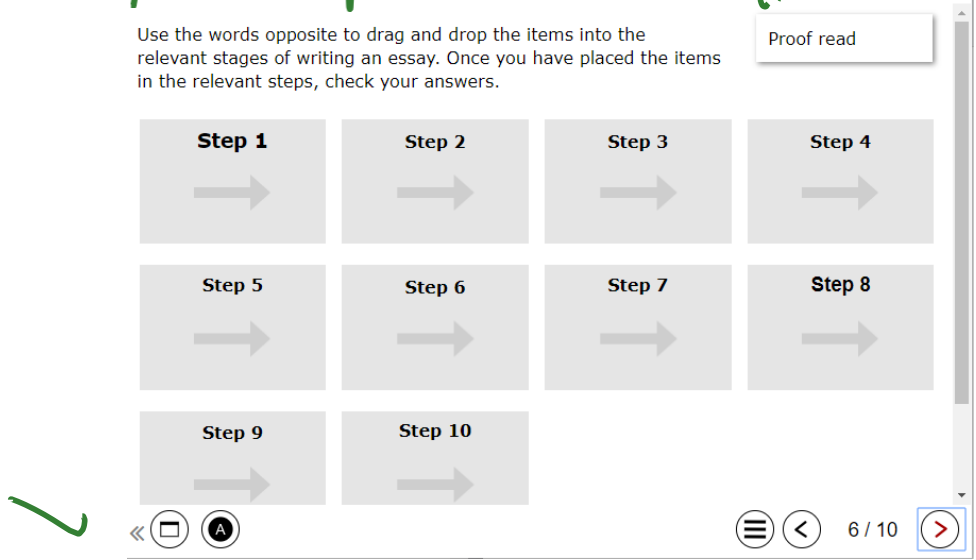 Use the words opposite to drag and drop the items into the
relevant stages of writing an essay. Once you have placed the items
in the relevant steps, check your answers.
Proof read
Step 1
Step 2
Step 3
Step 4
Step 5
Step 6
Step 7
Step 8
Step 9
Step 10
A
6 / 10